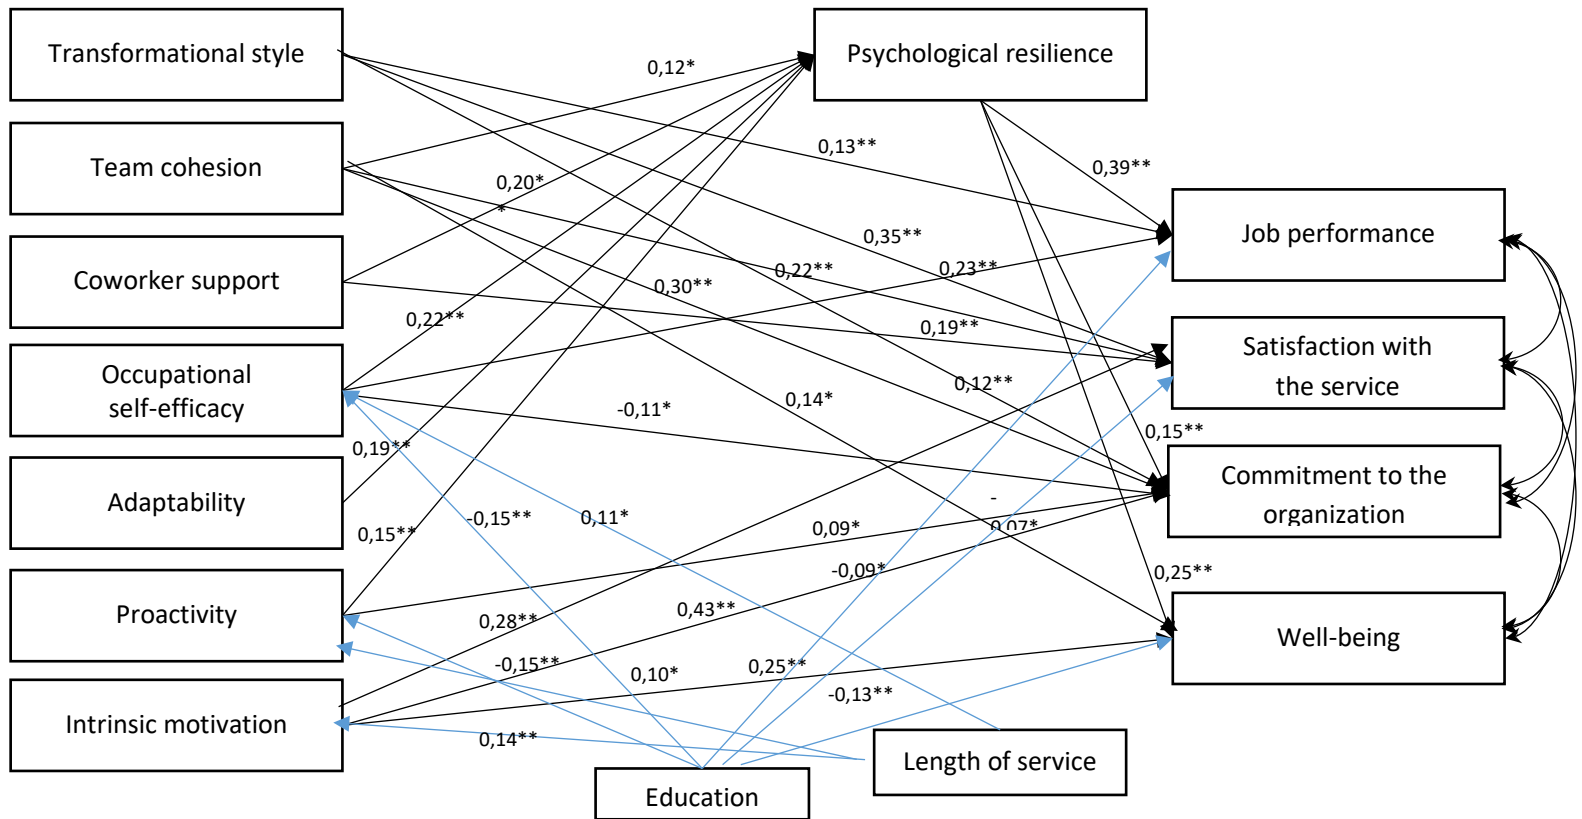 Transformational style
Psychological resilience
0,12*
Team cohesion
0,13**
0,39**
0,20*
*
Job performance
Coworker support
0,35**
0,22**
0,23**
0,30**
0,22**
0,19**
Satisfaction with
the service
Occupational
self-efficacy
0,12**
0,14*
-0,11*
0,15**
0,19**
Adaptability
Commitment to the
organization
-
0,07*
-0,15**
0,11*
0,09*
0,15**
-0,09*
0,25**
Proactivity
0,43**
0,28**
Well-being
-0,15**
0,10*
0,25**
-0,13**
Intrinsic motivation
0,14**
Length of service
Education